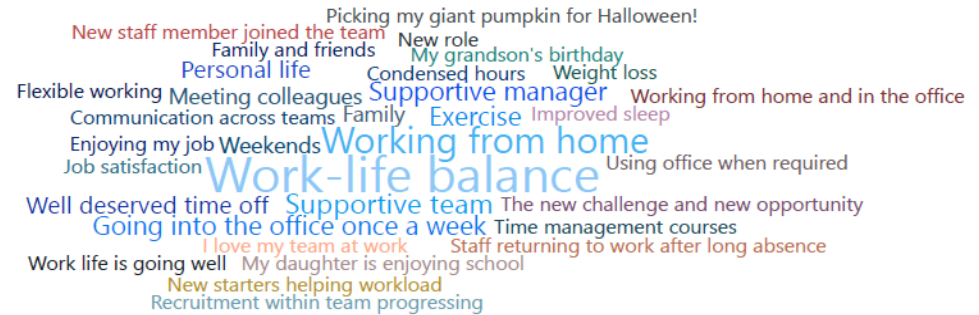 Picking my giant pumpkin for Halloween!
New staff member joined the team New role
Family and friends My grandson's birthday
Personal life Condensed hours Weight loss
Flexible working Meeting colleagues Supportive manager Working from home and in the office
Communication across teams Family Exercise Improved sleep
Enjoying my job Weekends Working from home
Job satisfaction Work-life balance Using office when required
Well deserved time off Supportive team The new challenge and new opportunity
Going into the office once a week Time management courses
I love my team at work Staff returning to work after long absence
Work life is going well My daughter is enjoying school
New starters helping workload
Recruitment within team progressing